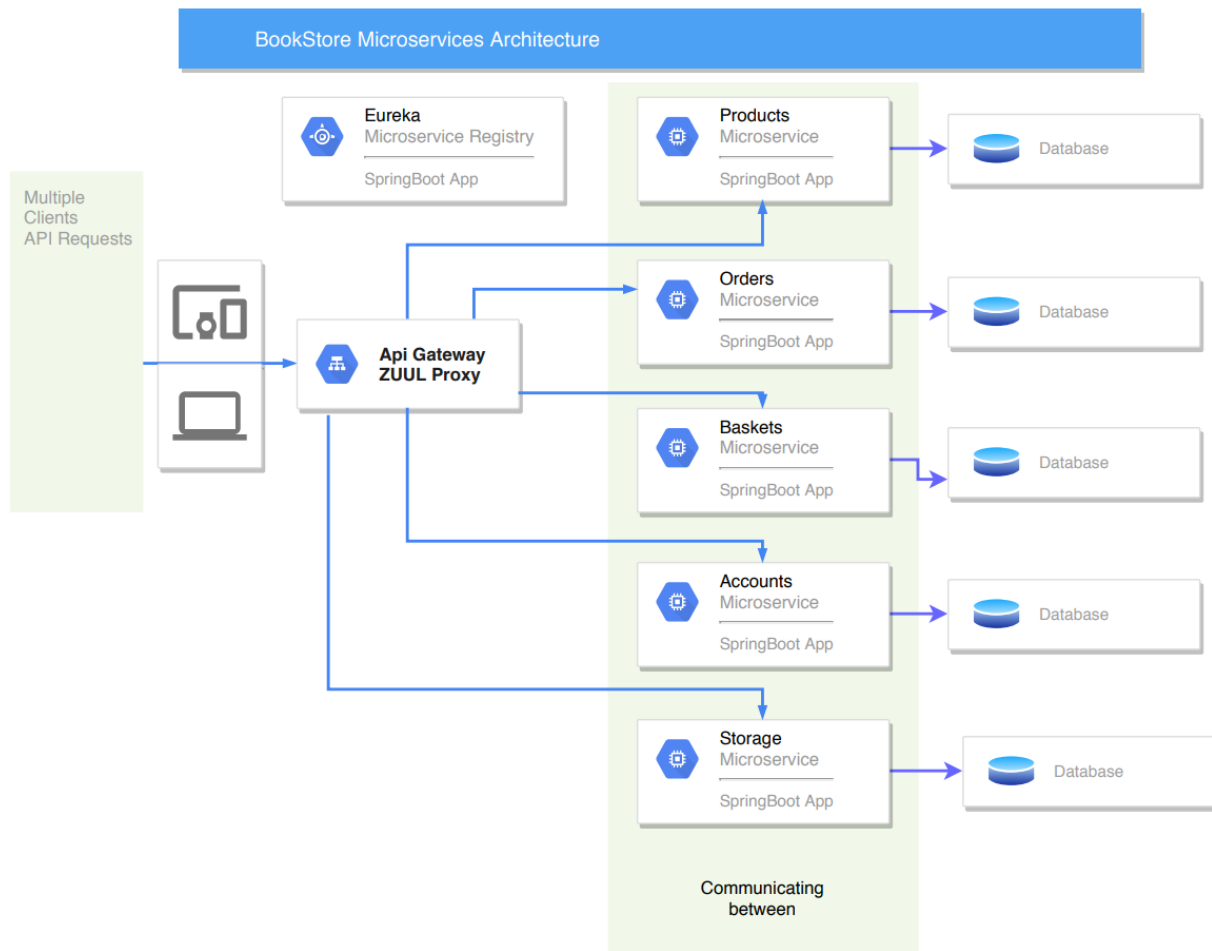 BookStore Microservices Architecture
Eureka
Microservice Registry
SpringBoot App
Products
Microservice
SpringBoot App
Database
Multiple
Clients
API Requests
Orders
Microservice
SpringBoot App
Database
Api Gateway
ZUUL Proxy
Baskets
Microservice
SpringBoot App
Database
Accounts
Microservice
SpringBoot App
Database
Storage
Microservice
SpringBoot App
Database
Communicating
between